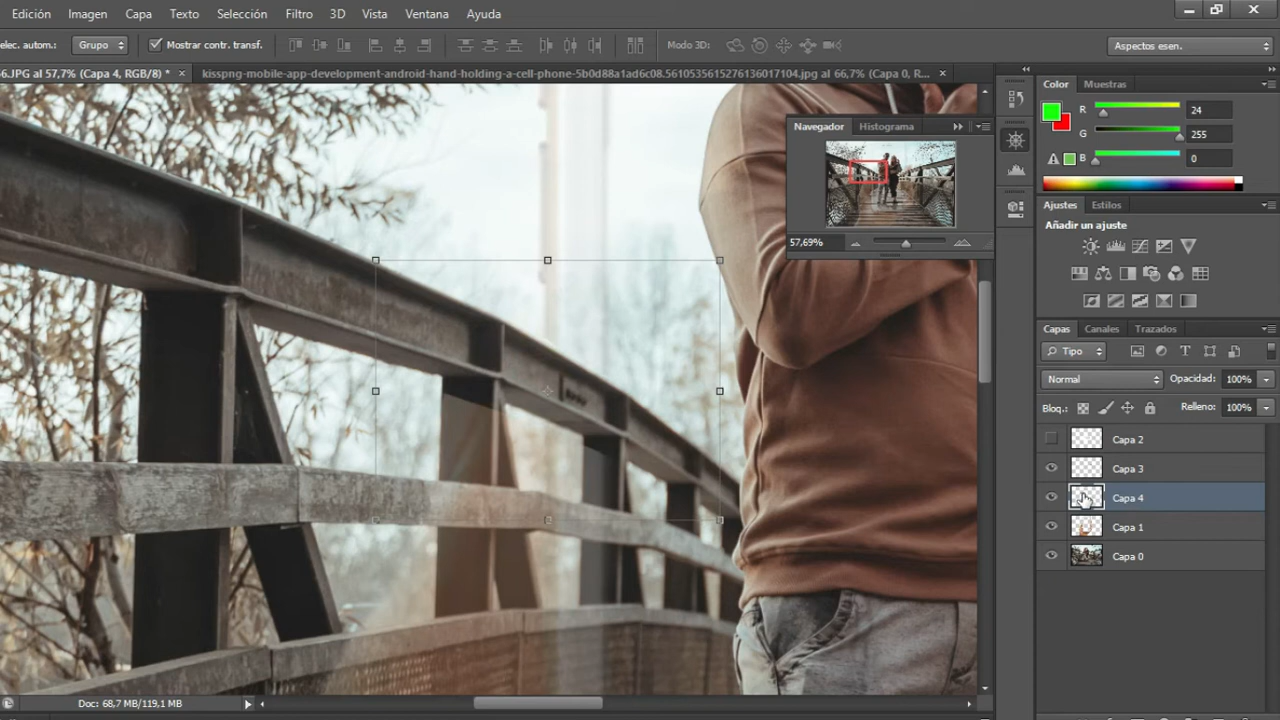 Edición Imagen Capa Texto Selección Filtro 3D Vista Ventana Ayuda
elec. autom.: Grupo Mostrar contr. transf. Modo 3D: Aspectos esen.
6.JPG al 57,7% (Capa 4, RGB/8) * × kisspng-mobile-app-development-android-hand-holding-a-cell-phone-5b0d88a1ad6c08.5610535615276136017104.jpg al 66,7% (Capa 0, R... ×
Color Muestras
R 24
G 255
B 0
Navegador Histograma
57,69%
Ajustes Estilos
Añadir un ajuste
Capas Canales Trazados
Tipo
Normal Opacidad: 100%
Bloq.: Relleno: 100%
Capa 2
Capa 3
Capa 4
Capa 1
Capa 0
Doc: 68,7 MB/119,1 MB